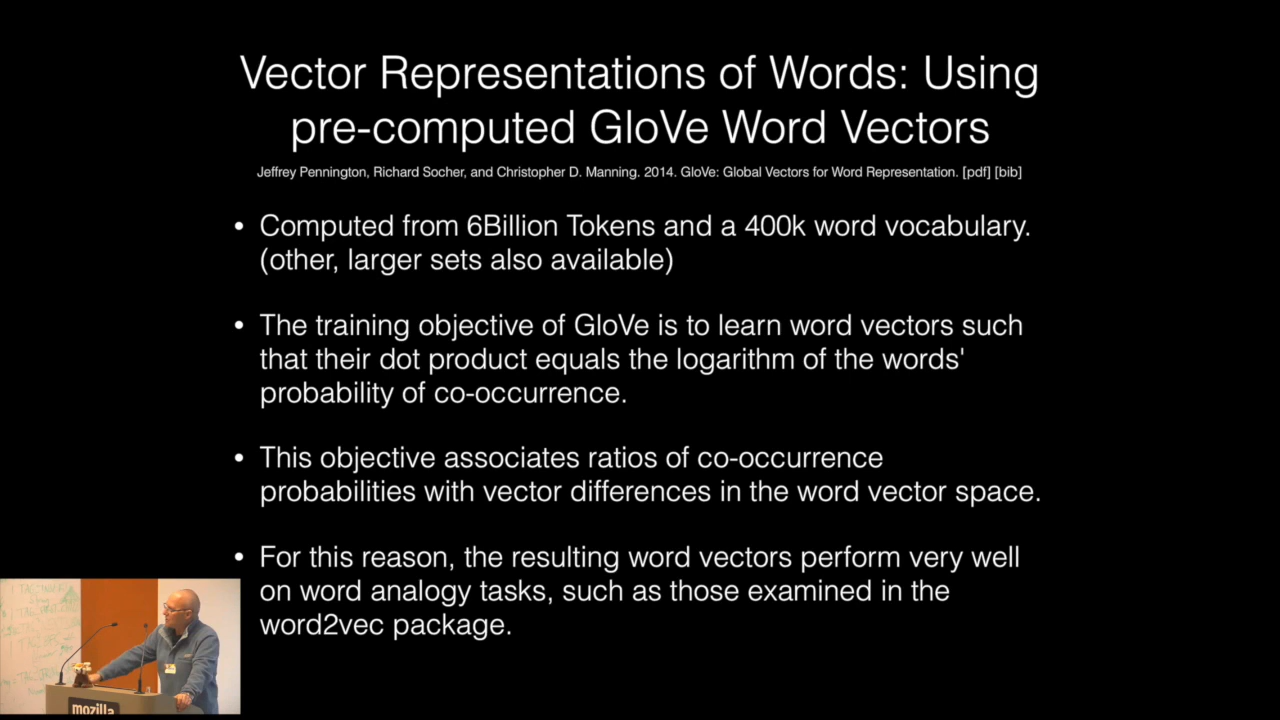 Vector Representations of Words: Using
pre-computed GloVe Word Vectors
Jeffrey Pennington, Richard Socher, and Christopher D. Manning. 2014. GloVe: Global Vectors for Word Representation. [pdf] [bib]
• Computed from 6Billion Tokens and a 400k word vocabulary.
(other, larger sets also available)
• The training objective of GloVe is to learn word vectors such
that their dot product equals the logarithm of the words'
probability of co-occurrence.
• This objective associates ratios of co-occurrence
probabilities with vector differences in the word vector space.
• For this reason, the resulting word vectors perform very well
on word analogy tasks, such as those examined in the
word2vec package.
mozilla